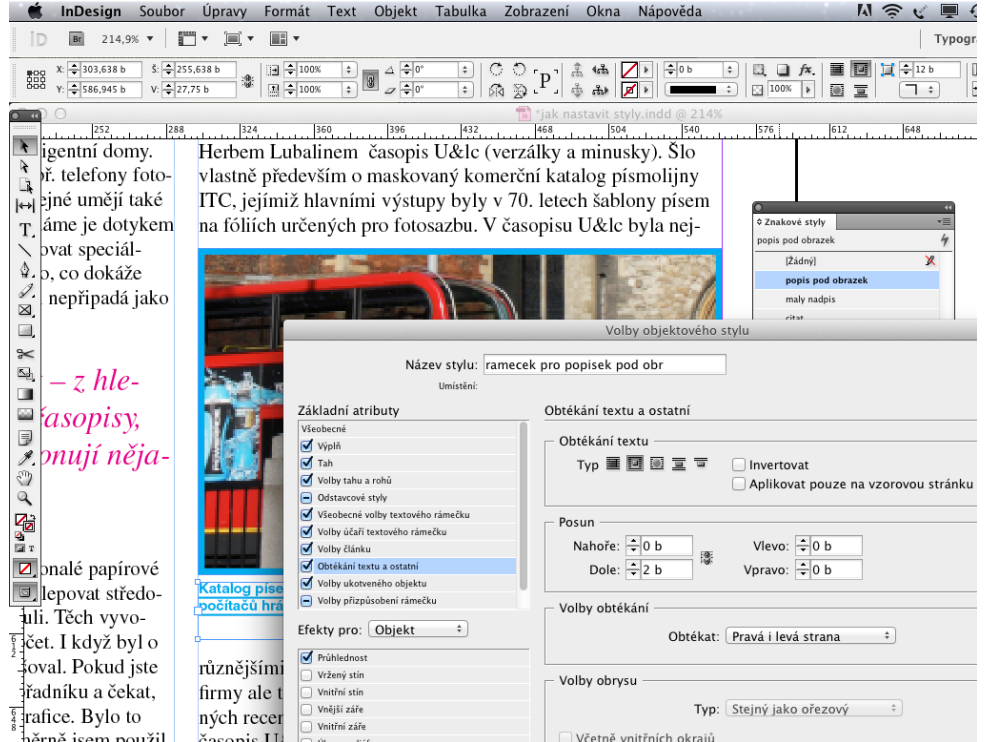 InDesign Soubor Úpravy Formát Text Objekt Tabulka Zobrazení Okna Nápověda
Br 214,9% Typogr
X: 303,638 b Š: 255,638 b 100% 0° 0 b fx. 12 b
Y: 586,945 b V: 27,75 b 100% 0° 100%
*jak nastavit styly.indd @ 214%
252 288 324 360 396 432 468 504 540 576 612 648
igentní domy.
př. telefony foto-
ejné umějí také
áme je dotykem
ovat speciál-
o, co dokáže
nepřipadá jako
– z hle-
časopisy,
onují něja-
onalé papírové
lepovat středo-
uli. Těch vyvo-
čet. I když byl o
šoval. Pokud jste
řadníku a čekat,
rafice. Bylo to
měrně jsem použil
Herbem Lubalinem časopis U&lc (verzálky a minusky). Šlo
vlastně především o maskovaný komerční katalog písmolijny
ITC, jejímiž hlavními výstupy byly v 70. letech šablony písem
na fóliích určených pro fotosazbu. V časopisu U&lc byla nej-
Katalog píse
počítačů hrá
různějšími
firmy ale t
ných recen
časopis U
Znakové styly
popis pod obrazek
[Žádný]
popis pod obrazek
maly nadpis
citat
Volby objektového stylu
Název stylu: ramecek pro popisek pod obr
Umístění:
Základní atributy
Všeobecné
Výplň
Tah
Volby tahu a rohů
Odstavcové styly
Všeobecné volby textového rámečku
Volby účaří textového rámečku
Volby článku
Obtékání textu a ostatní
Volby ukotveného objektu
Volby přizpůsobení rámečku
Efekty pro: Objekt
Průhlednost
Vržený stín
Vnitřní stín
Vnější záře
Vnitřní záře
Obtékání textu a ostatní
Obtékání textu
Typ
Invertovat
Aplikovat pouze na vzorovou stránku
Posun
Nahoře: 0 b Vlevo: 0 b
Dole: 2 b Vpravo: 0 b
Volby obtékání
Obtékat: Pravá i levá strana
Volby obrysu
Typ: Stejný jako ořezový
Včetně vnitřních okrajů